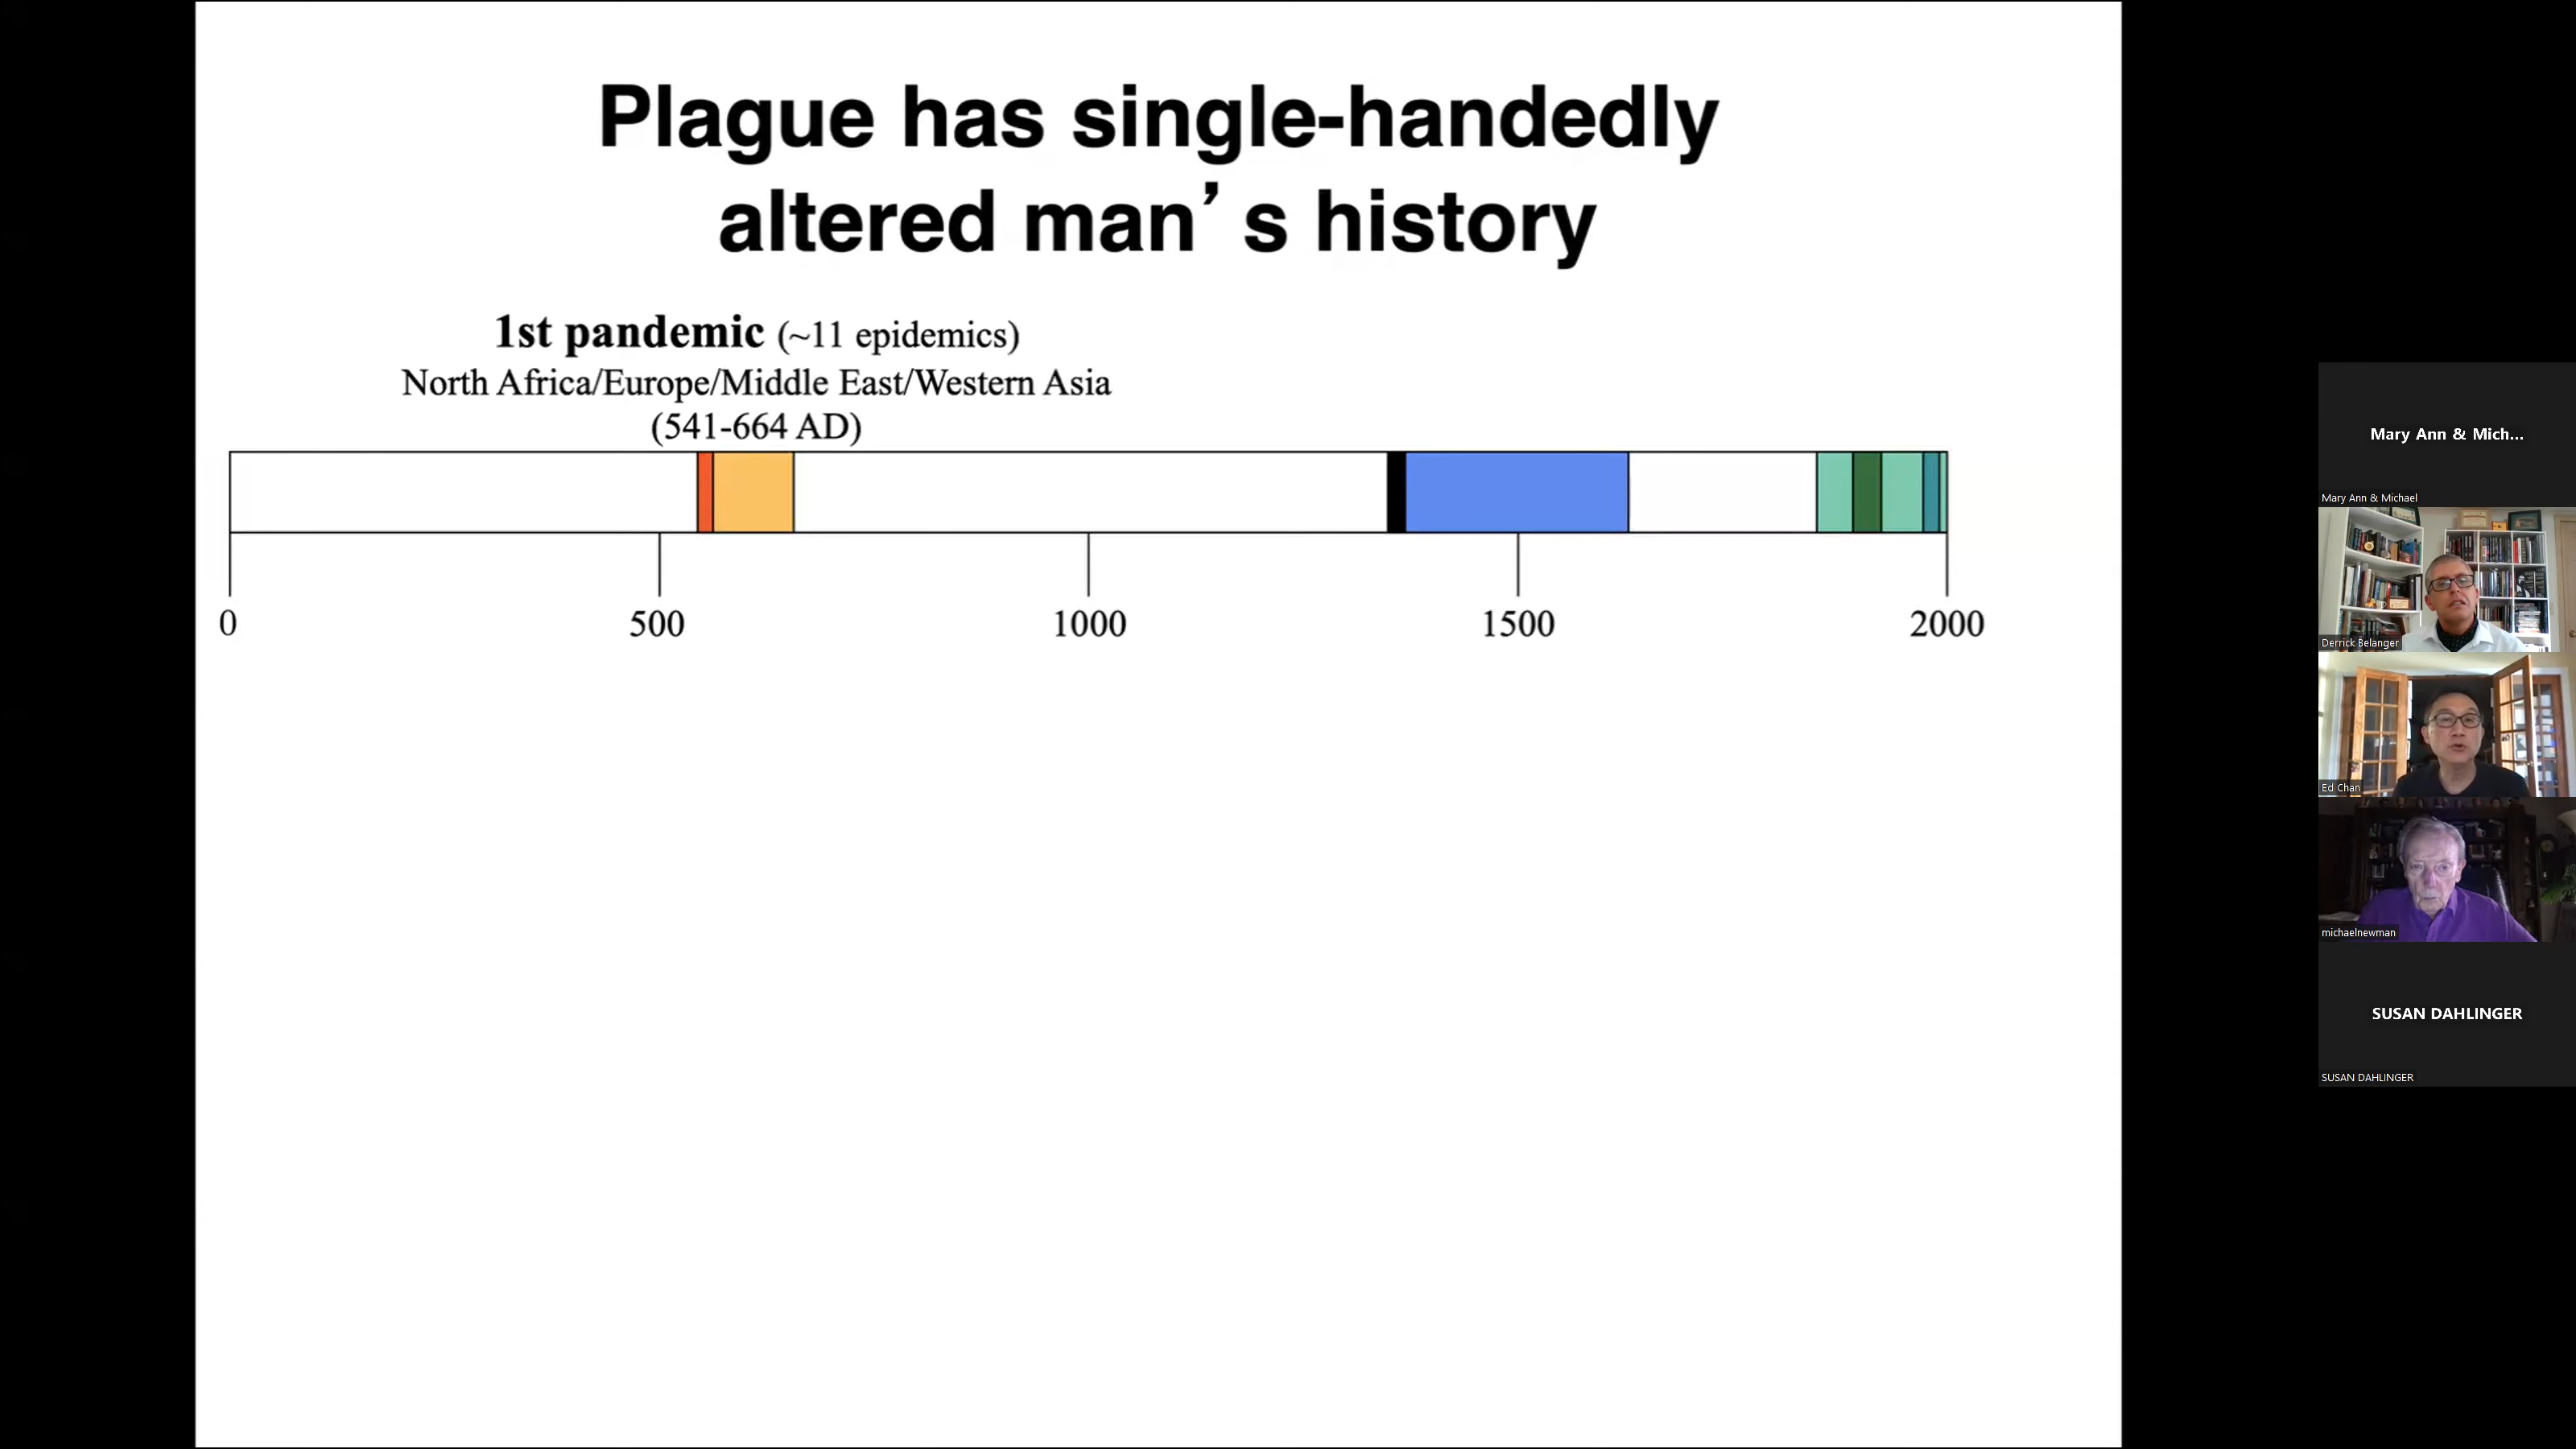 Plague has single-handedly
altered man’ s history
1st pandemic (~11 epidemics)
North Africa/Europe/Middle East/Western Asia
(541-664 AD)
0 500 1000 1500 2000
Mary Ann & Mich...
Mary Ann & Michael
Derrick Belanger
Ed Chan
michaelnewman
SUSAN DAHLINGER
SUSAN DAHLINGER